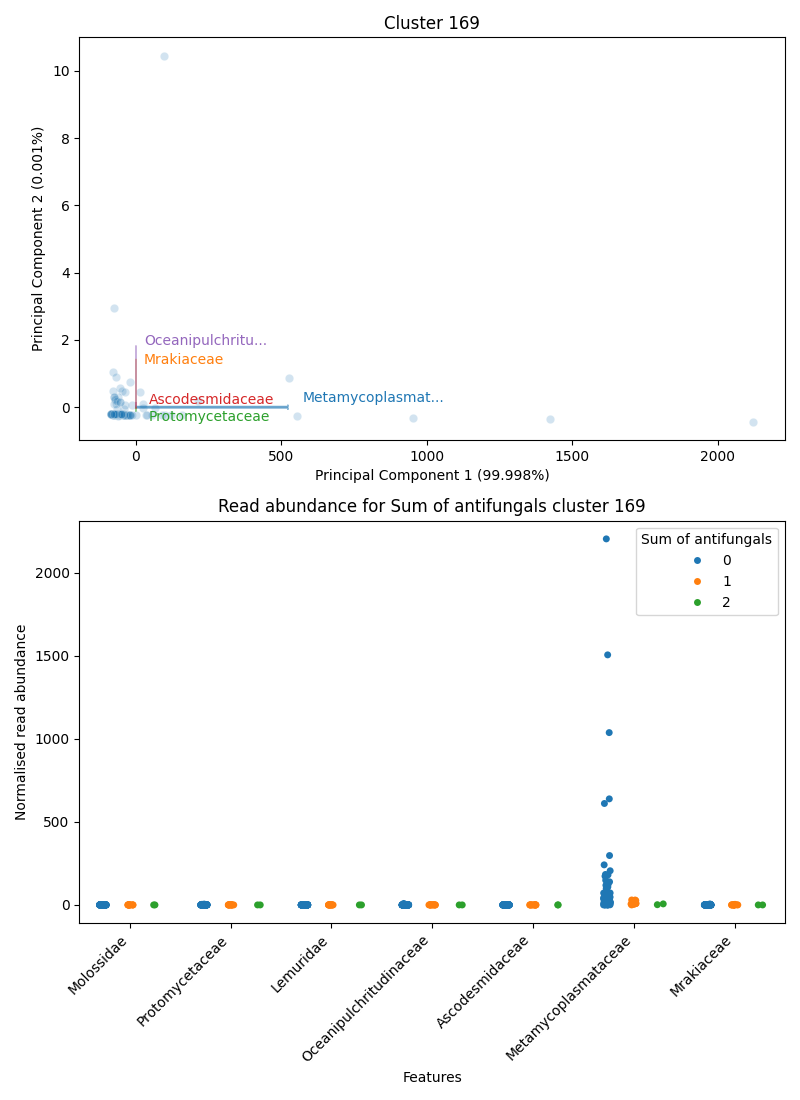 Cluster 169
Principal Component 2 (0.001%)
10
8
6
4
2
0
Oceanipulchritu...
Mrakiaceae
Ascodesmidaceae
Metamycoplasmat...
Protomycetaceae
0
500
1000
1500
2000
Principal Component 1 (99.998%)
Read abundance for Sum of antifungals cluster 169
Normalised read abundance
2000
1500
1000
500
0
Sum of antifungals
0
1
2
Molossidae
Protomycetaceae
Lemuridae
Oceanipulchritudinaceae
Ascodesmidaceae
Metamycoplasmataceae
Mrakiaceae
Features